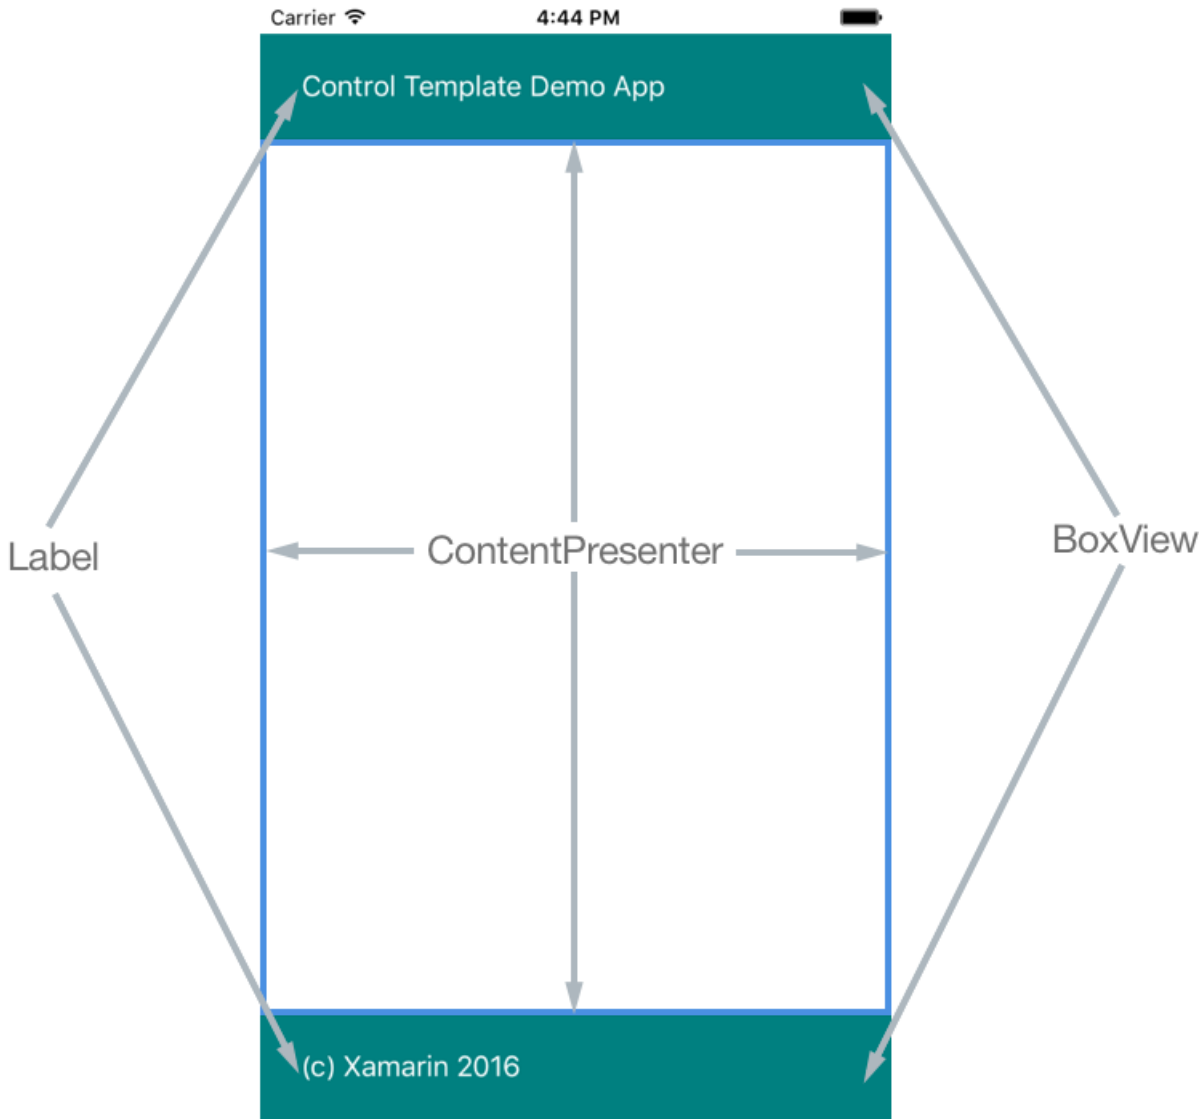 Carrier 4:44 PM
Control Template Demo App
Label
ContentPresenter
BoxView
(c) Xamarin 2016